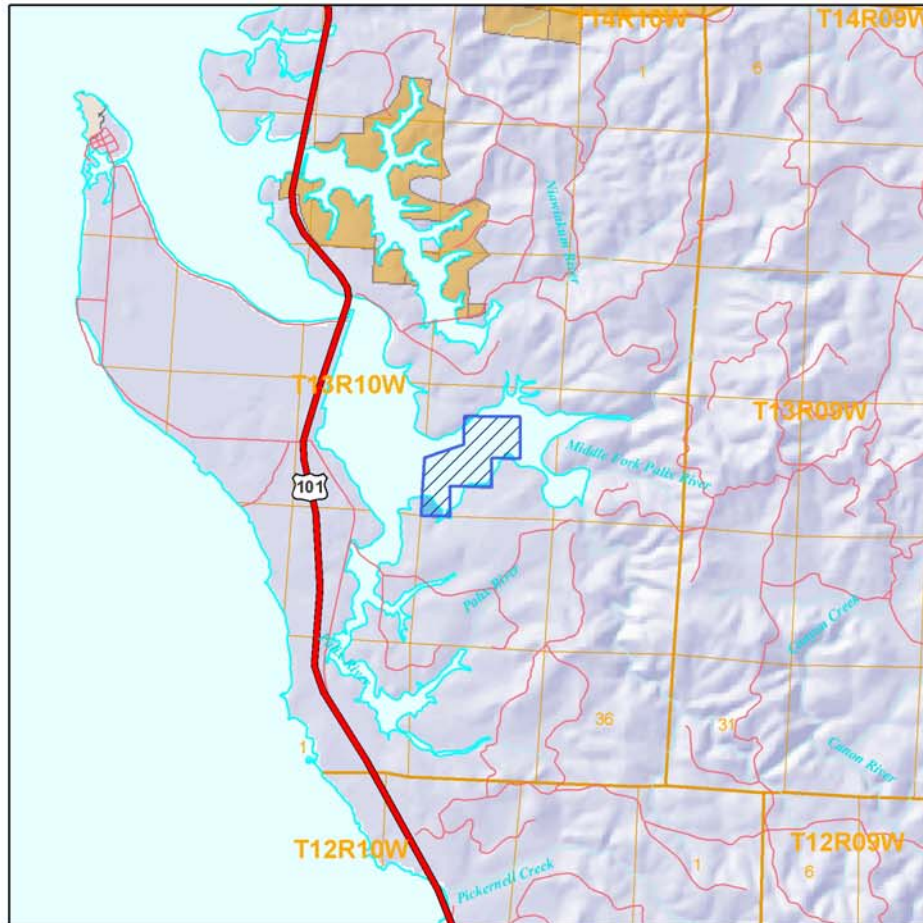 T14R10W
T14R09W
1
6
Niawiakum River
T13R10W
T13R09W
Middle Fork Palix River
101
Palix River
Canon Creek
36
31
1
Canon River
T12R10W
T12R09W
1
6
Pickernell Creek